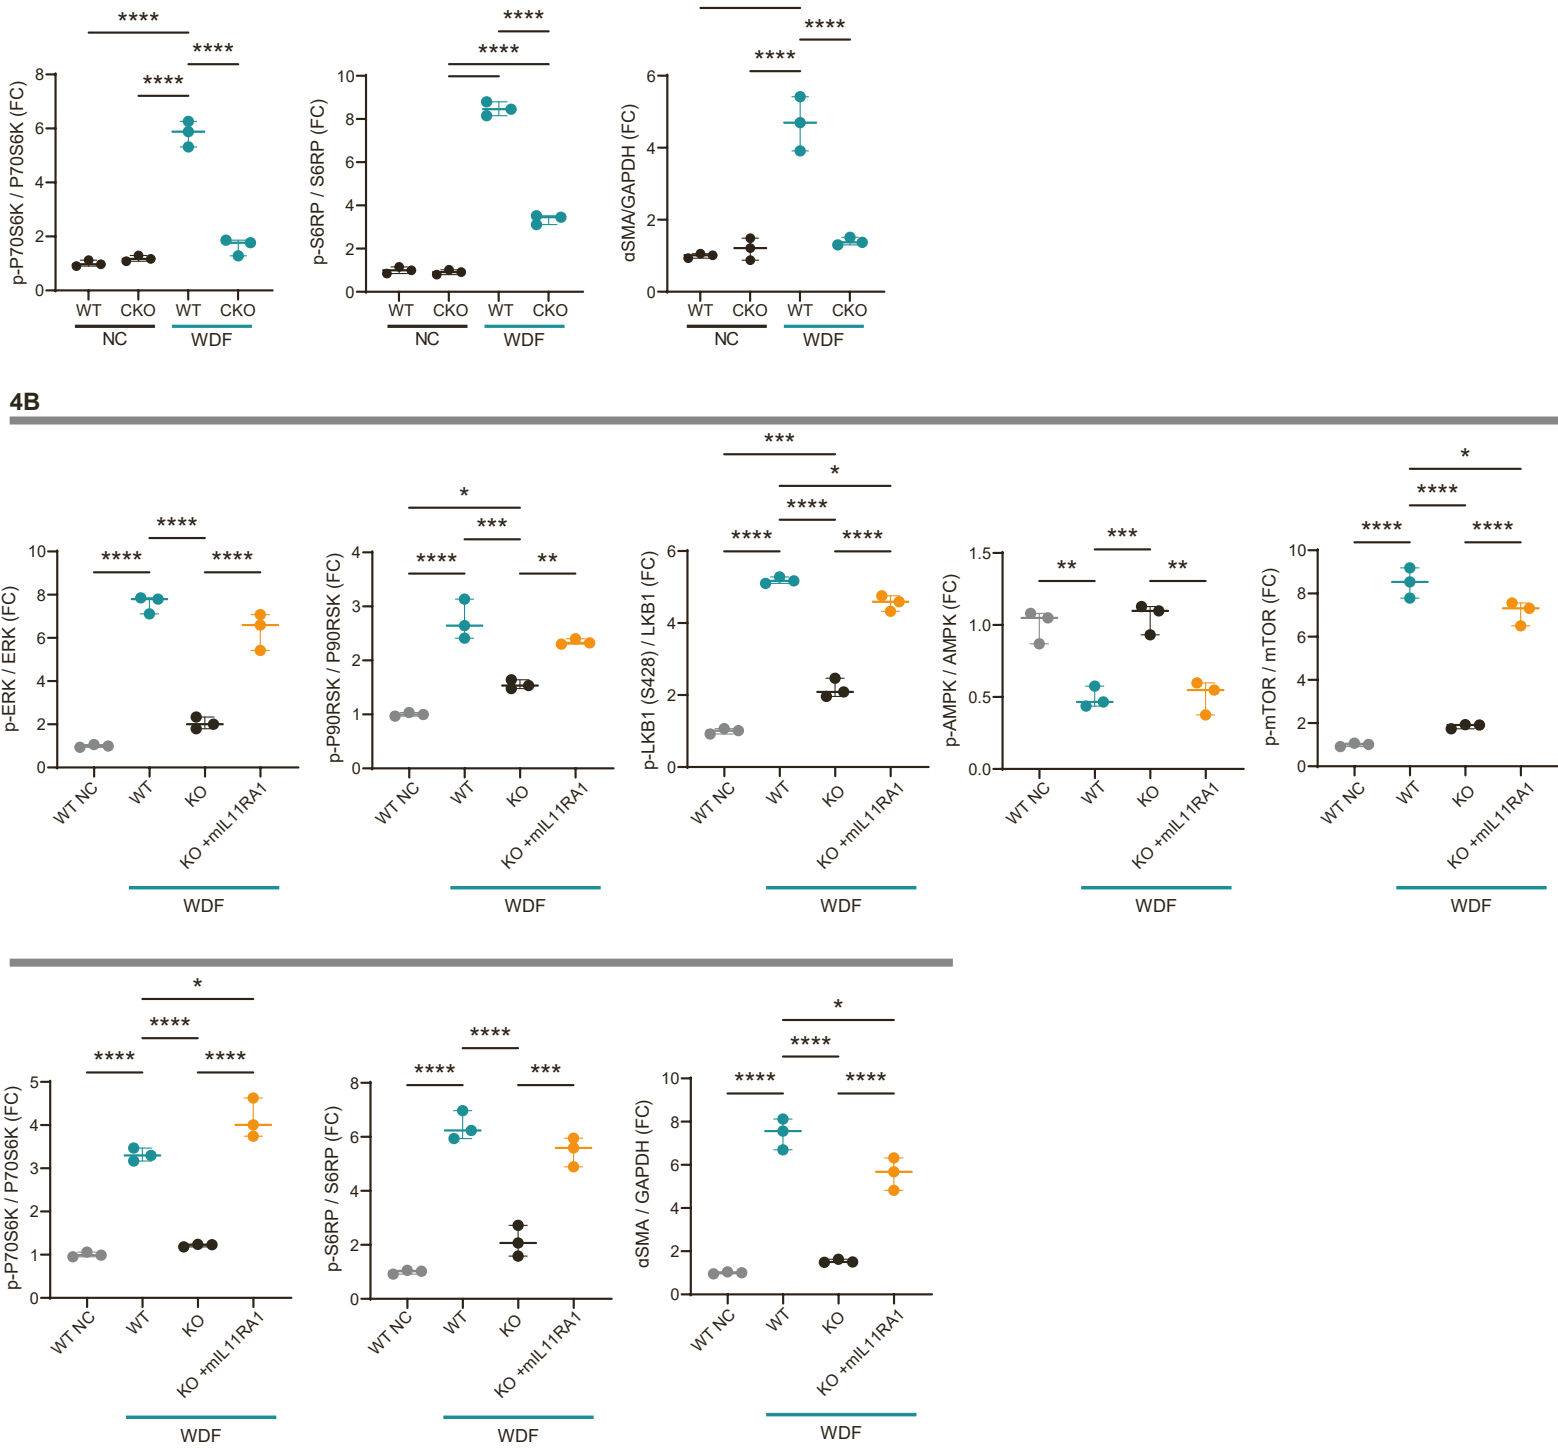 ****
****
****
p-P70S6K / P70S6K (FC)
8
6
4
2
0
WT
CKO
WT
CKO
NC
WDF
****
****
p-S6RP / S6RP (FC)
10
8
6
4
2
0
WT
CKO
WT
CKO
NC
WDF
****
****
αSMA/GAPDH (FC)
6
4
2
0
WT
CKO
WT
CKO
NC
WDF
4B
****
****
****
p-ERK / ERK (FC)
10
8
6
4
2
0
WT NC
WT
KO
KO +mIL11RA1
WDF
*
***
****
**
p-P90RSK / P90RSK (FC)
4
3
2
1
0
WT NC
WT
KO
KO +mIL11RA1
WDF
***
*
****
****
****
p-LKB1 (S428) / LKB1 (FC)
6
4
2
0
WT NC
WT
KO
KO +mIL11RA1
WDF
***
**
**
p-AMPK / AMPK (FC)
1.5
1.0
0.5
0.0
WT NC
WT
KO
KO +mIL11RA1
WDF
*
****
****
****
p-mTOR / mTOR (FC)
10
8
6
4
2
0
WT NC
WT
KO
KO +mIL11RA1
WDF
*
****
****
****
p-P70S6K / P70S6K (FC)
5
4
3
2
1
0
WT NC
WT
KO
KO +mIL11RA1
WDF
****
****
***
p-S6RP / S6RP (FC)
8
6
4
2
0
WT NC
WT
KO
KO +mIL11RA1
WDF
*
****
****
****
αSMA / GAPDH (FC)
10
8
6
4
2
0
WT NC
WT
KO
KO +mIL11RA1
WDF